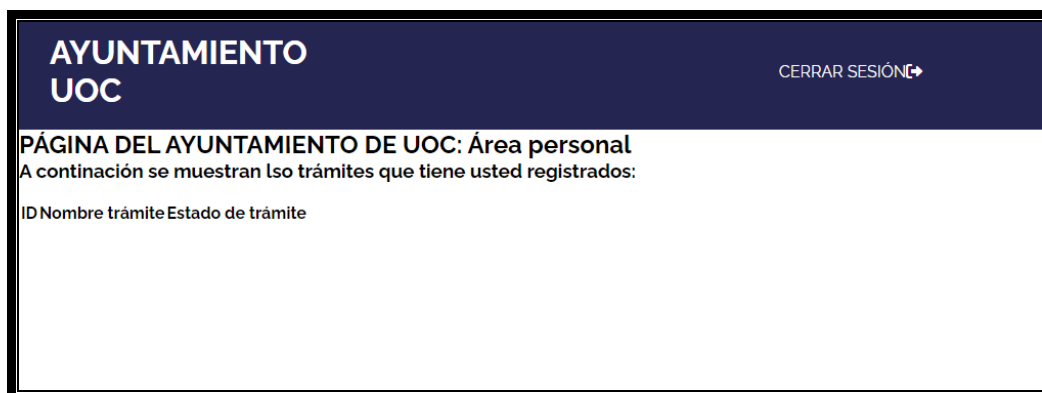 AYUNTAMIENTO
UOC
CERRAR SESIÓN
PÁGINA DEL AYUNTAMIENTO DE UOC: Área personal
A continación se muestran lso trámites que tiene usted registrados:
ID Nombre trámite Estado de trámite